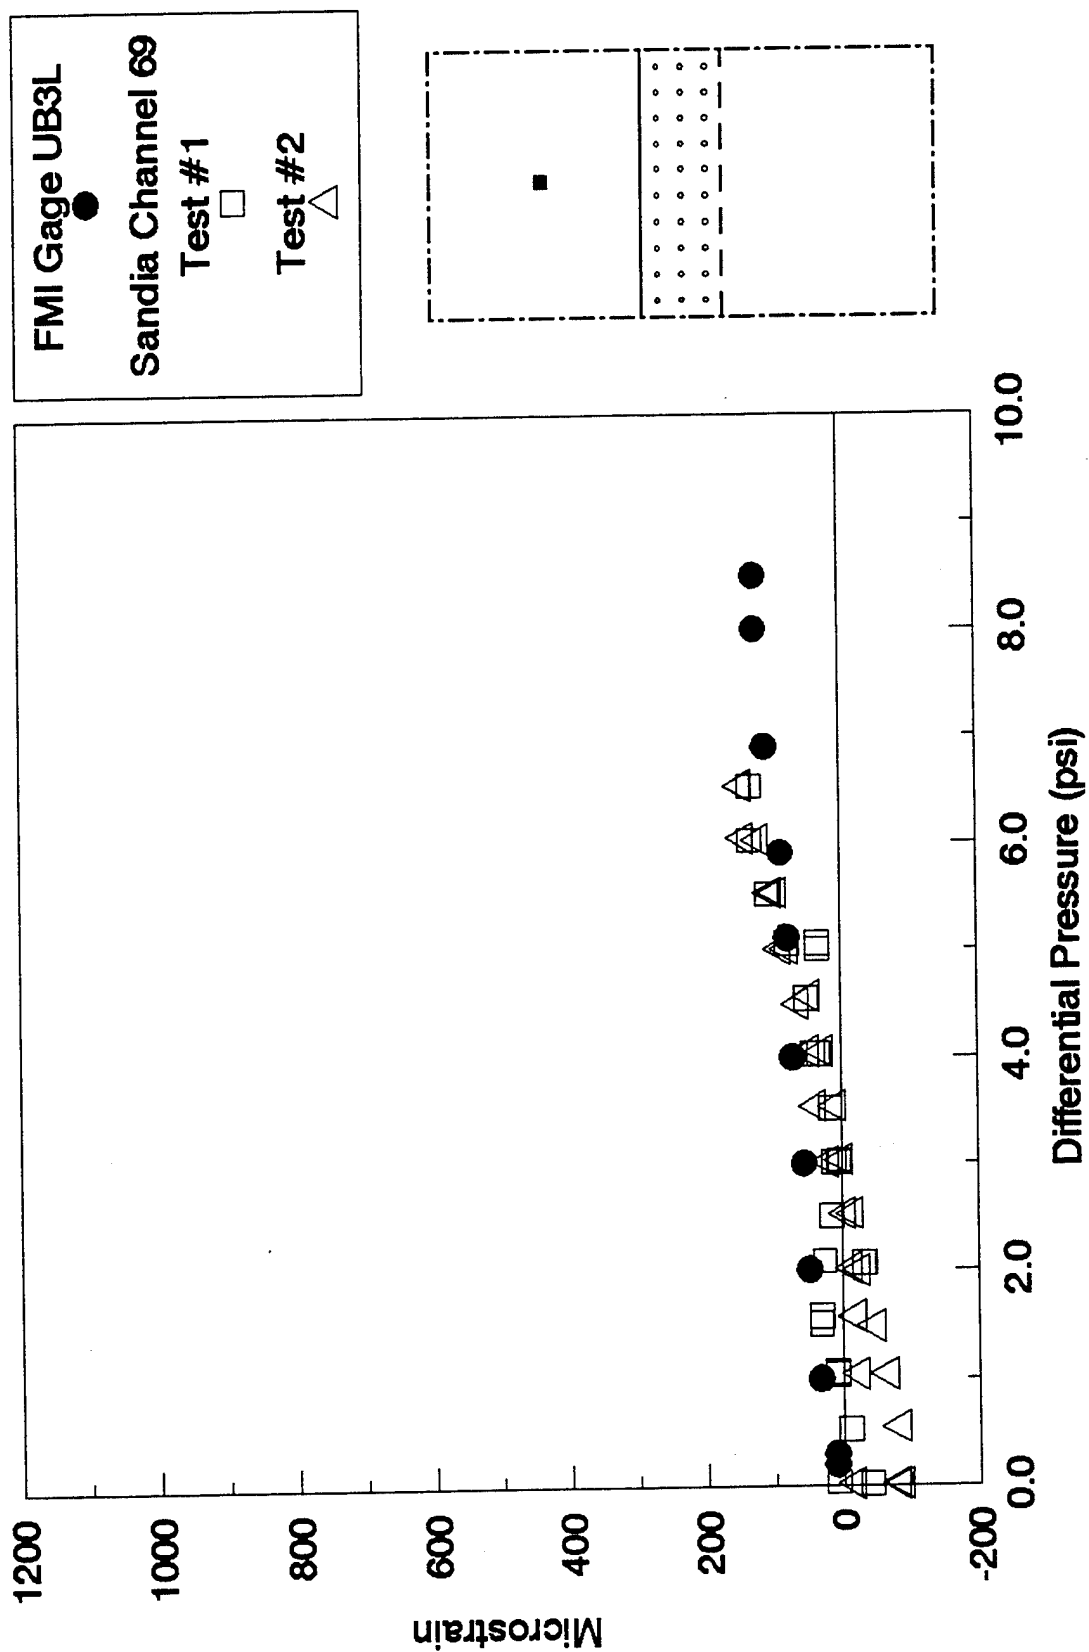 FMI Gage UB3L
Sandia Channel 69
Test #1
Test #2
1200
1000
800
600
400
200
0
-200
Microstrain
0.0
2.0
4.0
6.0
8.0
10.0
Differential Pressure (psi)